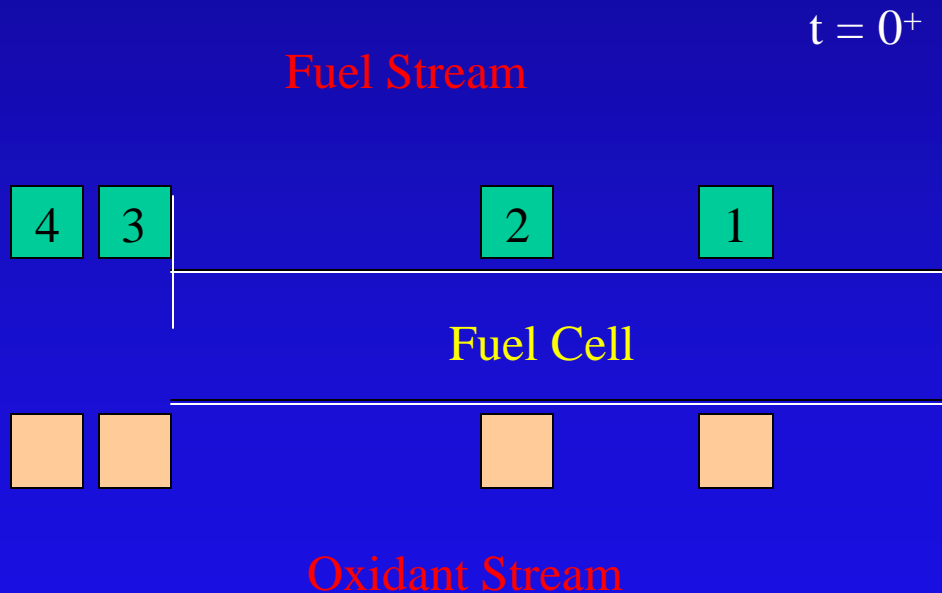 t = 0⁺
Fuel Stream
4 3 2 1
Fuel Cell
Oxidant Stream